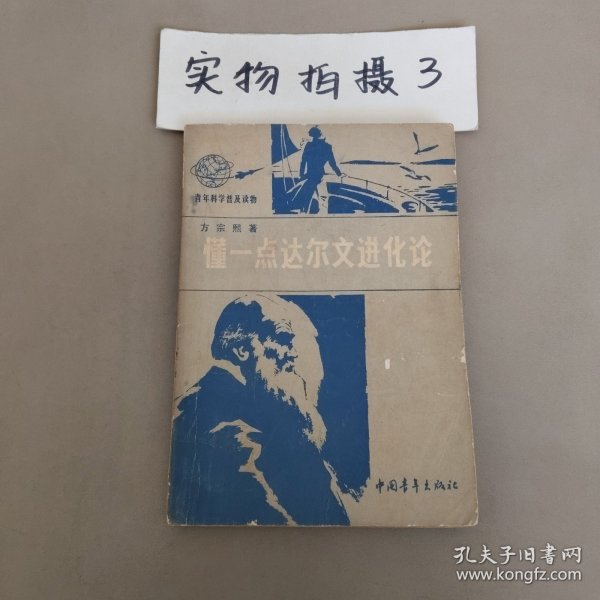 实物拍摄3
青年科学普及读物
方宗熙著
懂一点达尔文进化论
中国青年出版社
孔夫子旧书网
www.kongfz.com